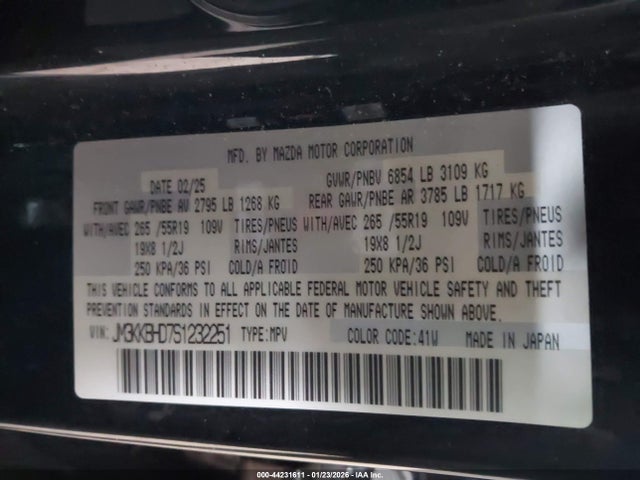 MFD. BY MAZDA MOTOR CORPORATION
DATE 02/25 GVWR/PNBV 6854 LB 3109 KG
FRONT GAWR/PNBE AV 2795 LB 1268 KG REAR GAWR/PNBE AR 3785 LB 1717 KG
WITH/AVEC 265 /55R19 109V TIRES/PNEUS WITH/AVEC 265 /55R19 109V TIRES/PNEUS
19X8 1/2J RIMS/JANTES 19X8 1/2J RIMS/JANTES
250 KPA/36 PSI COLD/A FROID 250 KPA/36 PSI COLD/A FROID
THIS VEHICLE CONFORMS TO ALL APPLICABLE FEDERAL MOTOR VEHICLE SAFETY AND THEFT
PREVENTION STANDARDS IN EFFECT ON THE DATE OF MANUFACTURE SHOWN ABOVE.
VIN: JM3KKBHD7S1232251 TYPE:MPV COLOR CODE:41W MADE IN JAPAN
000-44231611 — 01/23/2026 — IAA Inc.